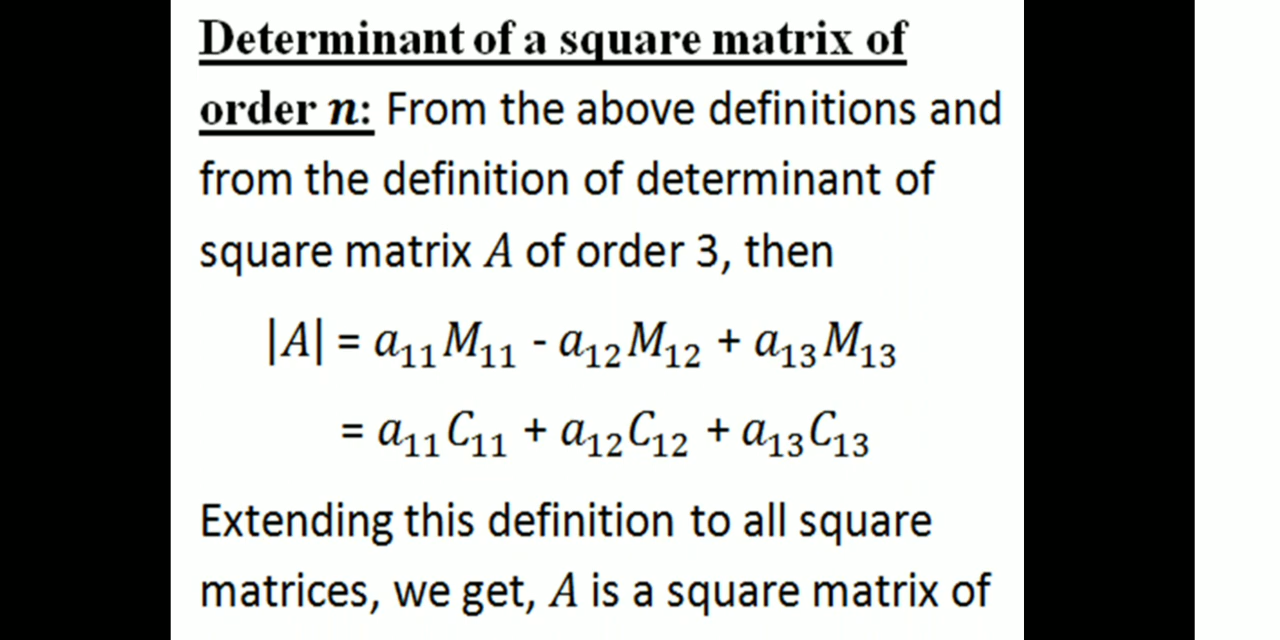 Determinant of a square matrix of
order n: From the above definitions and
from the definition of determinant of
square matrix A of order 3, then
|A| = a₁₁M₁₁ - a₁₂M₁₂ + a₁₃M₁₃
= a₁₁C₁₁ + a₁₂C₁₂ + a₁₃C₁₃
Extending this definition to all square
matrices, we get, A is a square matrix of